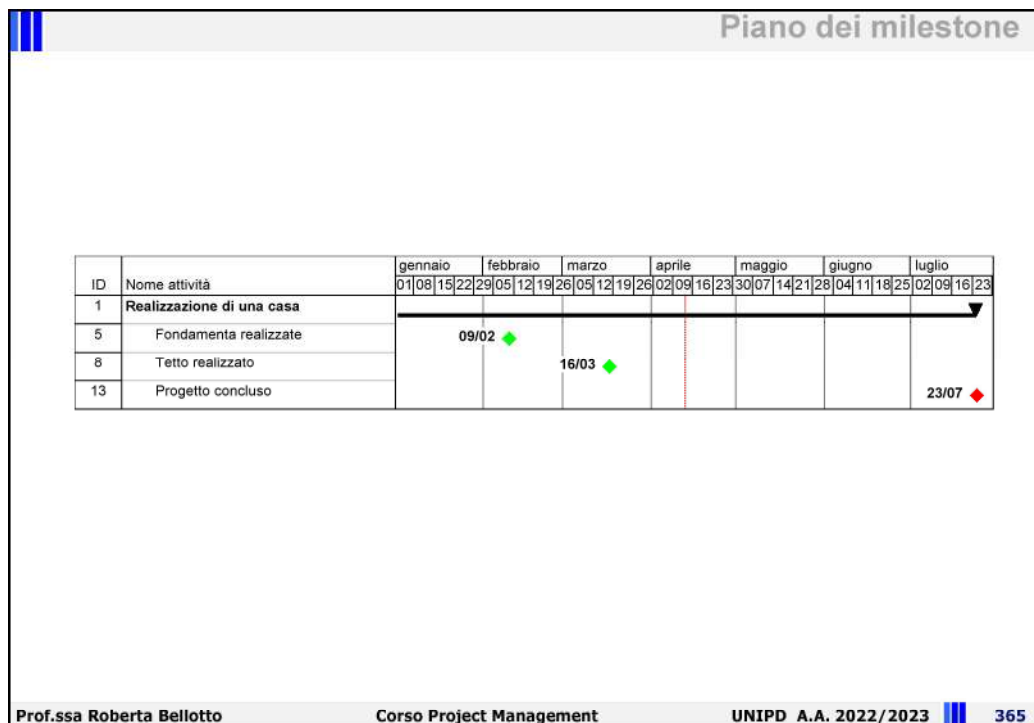 Piano dei milestone
gennaio febbraio marzo aprile maggio giugno luglio
ID Nome attività 01 08 15 22 29 05 12 19 26 05 12 19 26 02 09 16 23 30 07 14 21 28 04 11 18 25 02 09 16 23
1 Realizzazione di una casa
5 Fondamenta realizzate 09/02
8 Tetto realizzato 16/03
13 Progetto concluso 23/07
Prof.ssa Roberta Bellotto Corso Project Management UNIPD A.A. 2022/2023 365